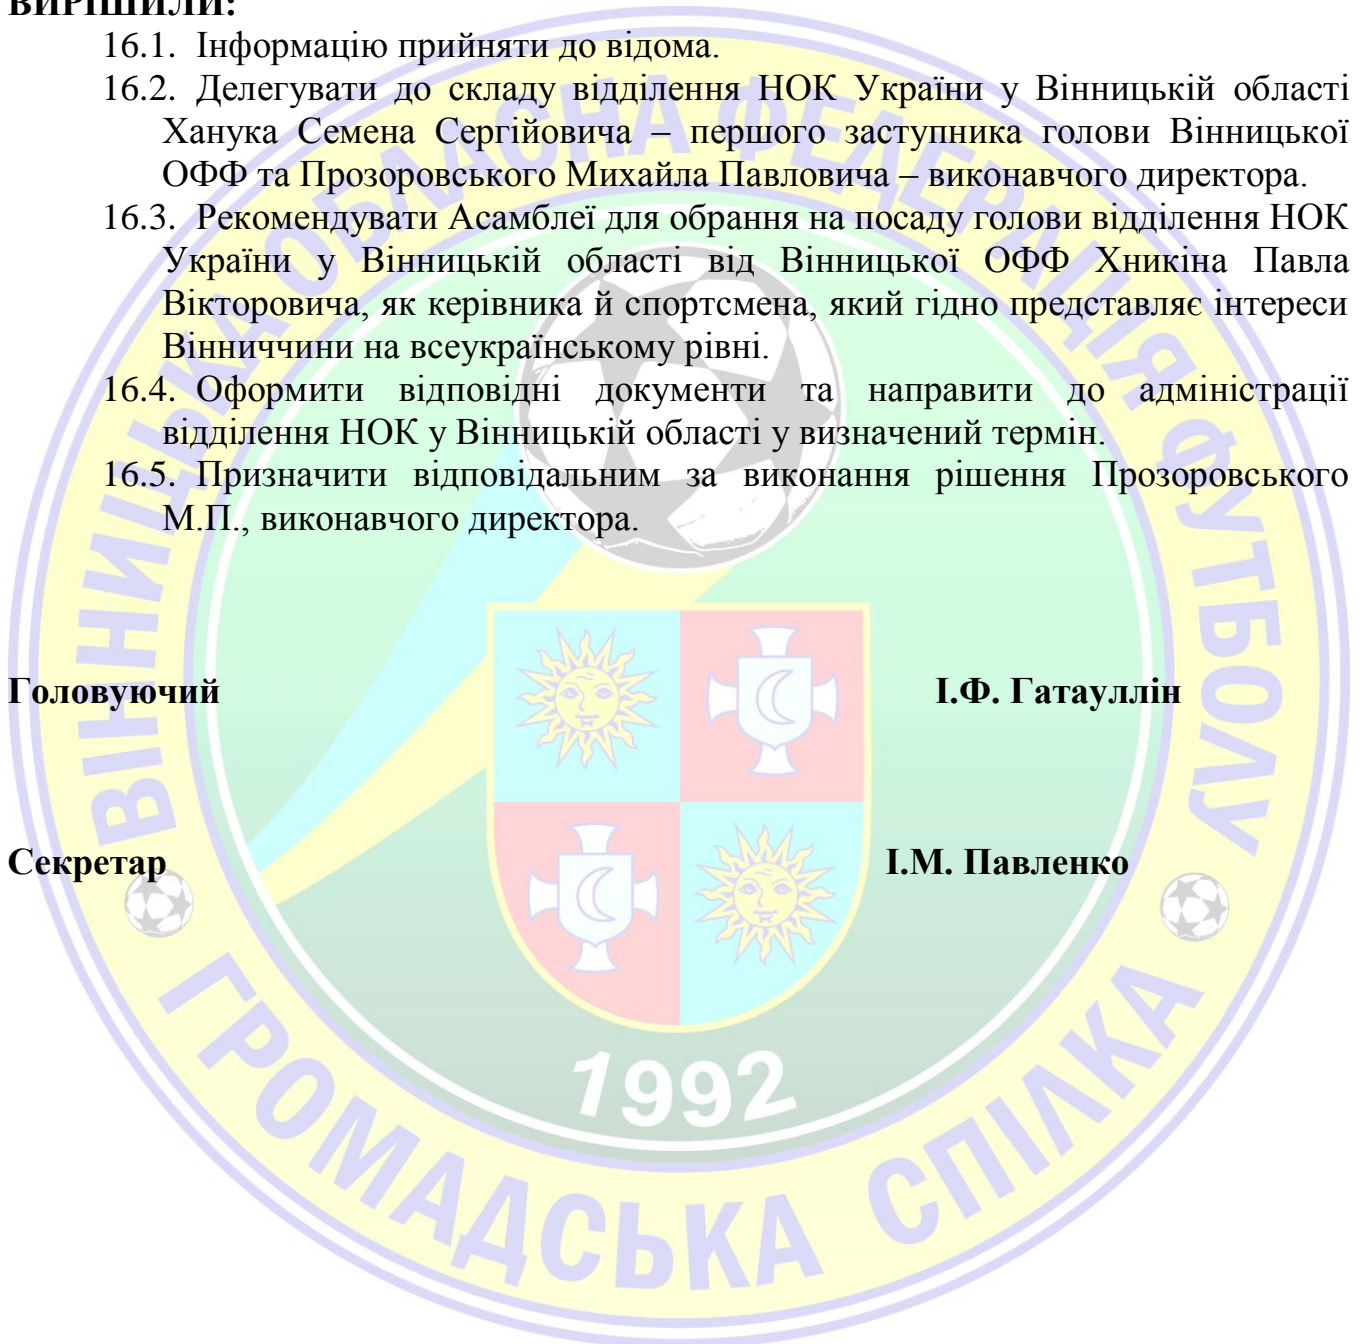 ВИРІШИЛИ:
16.1. Інформацію прийняти до відома.
16.2. Делегувати до складу відділення НОК України у Вінницькій області
Ханука Семена Сергійовича – першого заступника голови Вінницької
ОФФ та Прозоровського Михайла Павловича – виконавчого директора.
16.3. Рекомендувати Асамблеї для обрання на посаду голови відділення НОК
України у Вінницькій області від Вінницької ОФФ Хникіна Павла
Вікторовича, як керівника й спортсмена, який гідно представляє інтереси
Вінниччини на всеукраїнському рівні.
16.4. Оформити відповідні документи та направити до адміністрації
відділення НОК у Вінницькій області у визначений термін.
16.5. Призначити відповідальним за виконання рішення Прозоровського
М.П., виконавчого директора.
Головуючий І.Ф. Гатауллін
Секретар І.М. Павленко
ВІННИЦЬКА ОБЛАСНА ФЕДЕРАЦІЯ ФУТБОЛУ
1992
ГРОМАДСЬКА СПІЛКА